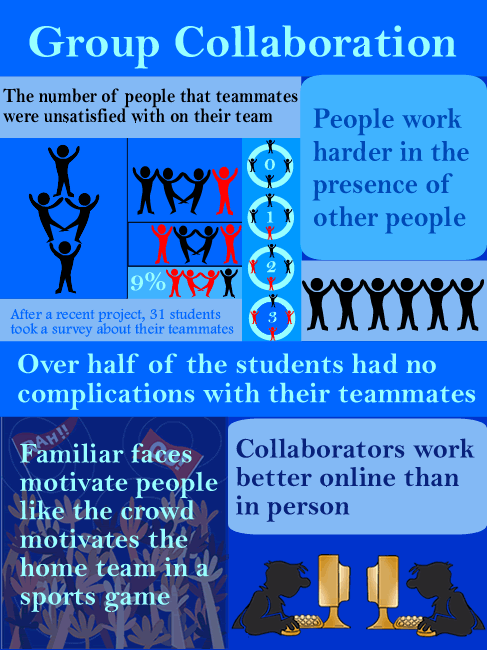 Group Collaboration
The number of people that teammates
were unsatisfied with on their team
People work
harder in the
presence of
other people
0
1
2
3
9%
After a recent project, 31 students
took a survey about their teammates
Over half of the students had no
complications with their teammates
RAH!!
GO!!
Familiar faces
motivate people
like the crowd
motivates the
home team in a
sports game
Collaborators work
better online than
in person